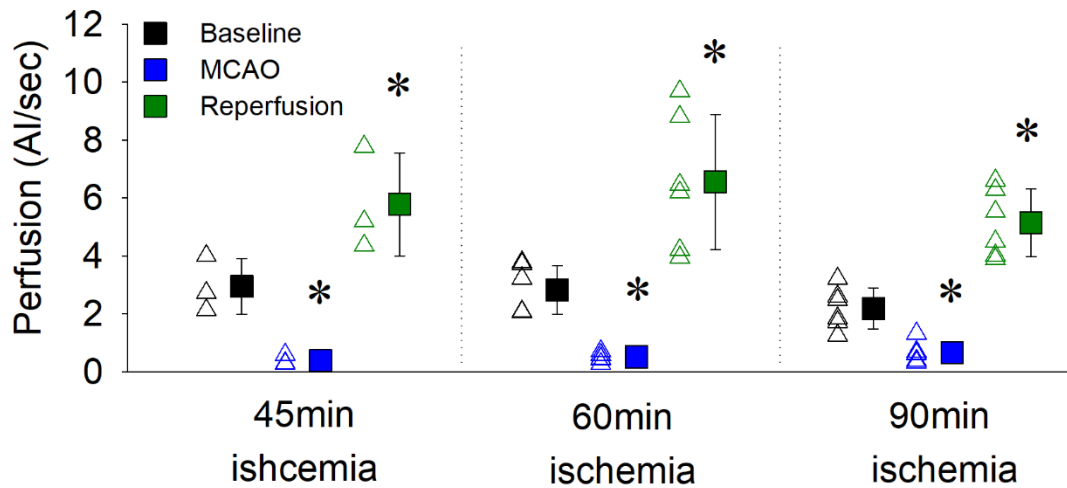 Perfusion (AI/sec)
12
10
8
6
4
2
0
Baseline
MCAO
Reperfusion
*
*
*
*
*
*
45min
ishcemia
60min
ischemia
90min
ischemia